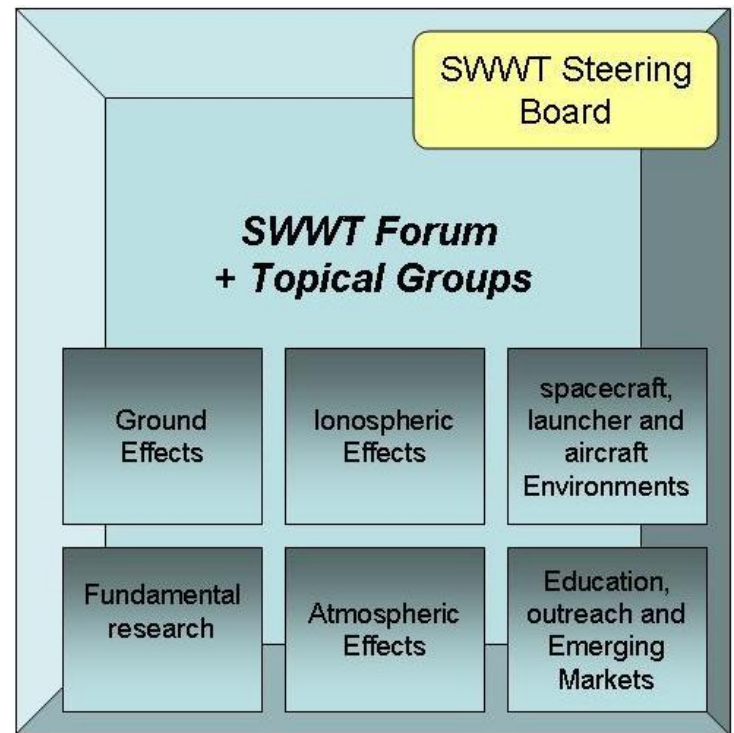 SWWT Steering
Board
SWWT Forum
+ Topical Groups
Ground
Effects
Ionospheric
Effects
spacecraft,
launcher and
aircraft
Environments
Fundamental
research
Atmospheric
Effects
Education,
outreach and
Emerging
Markets